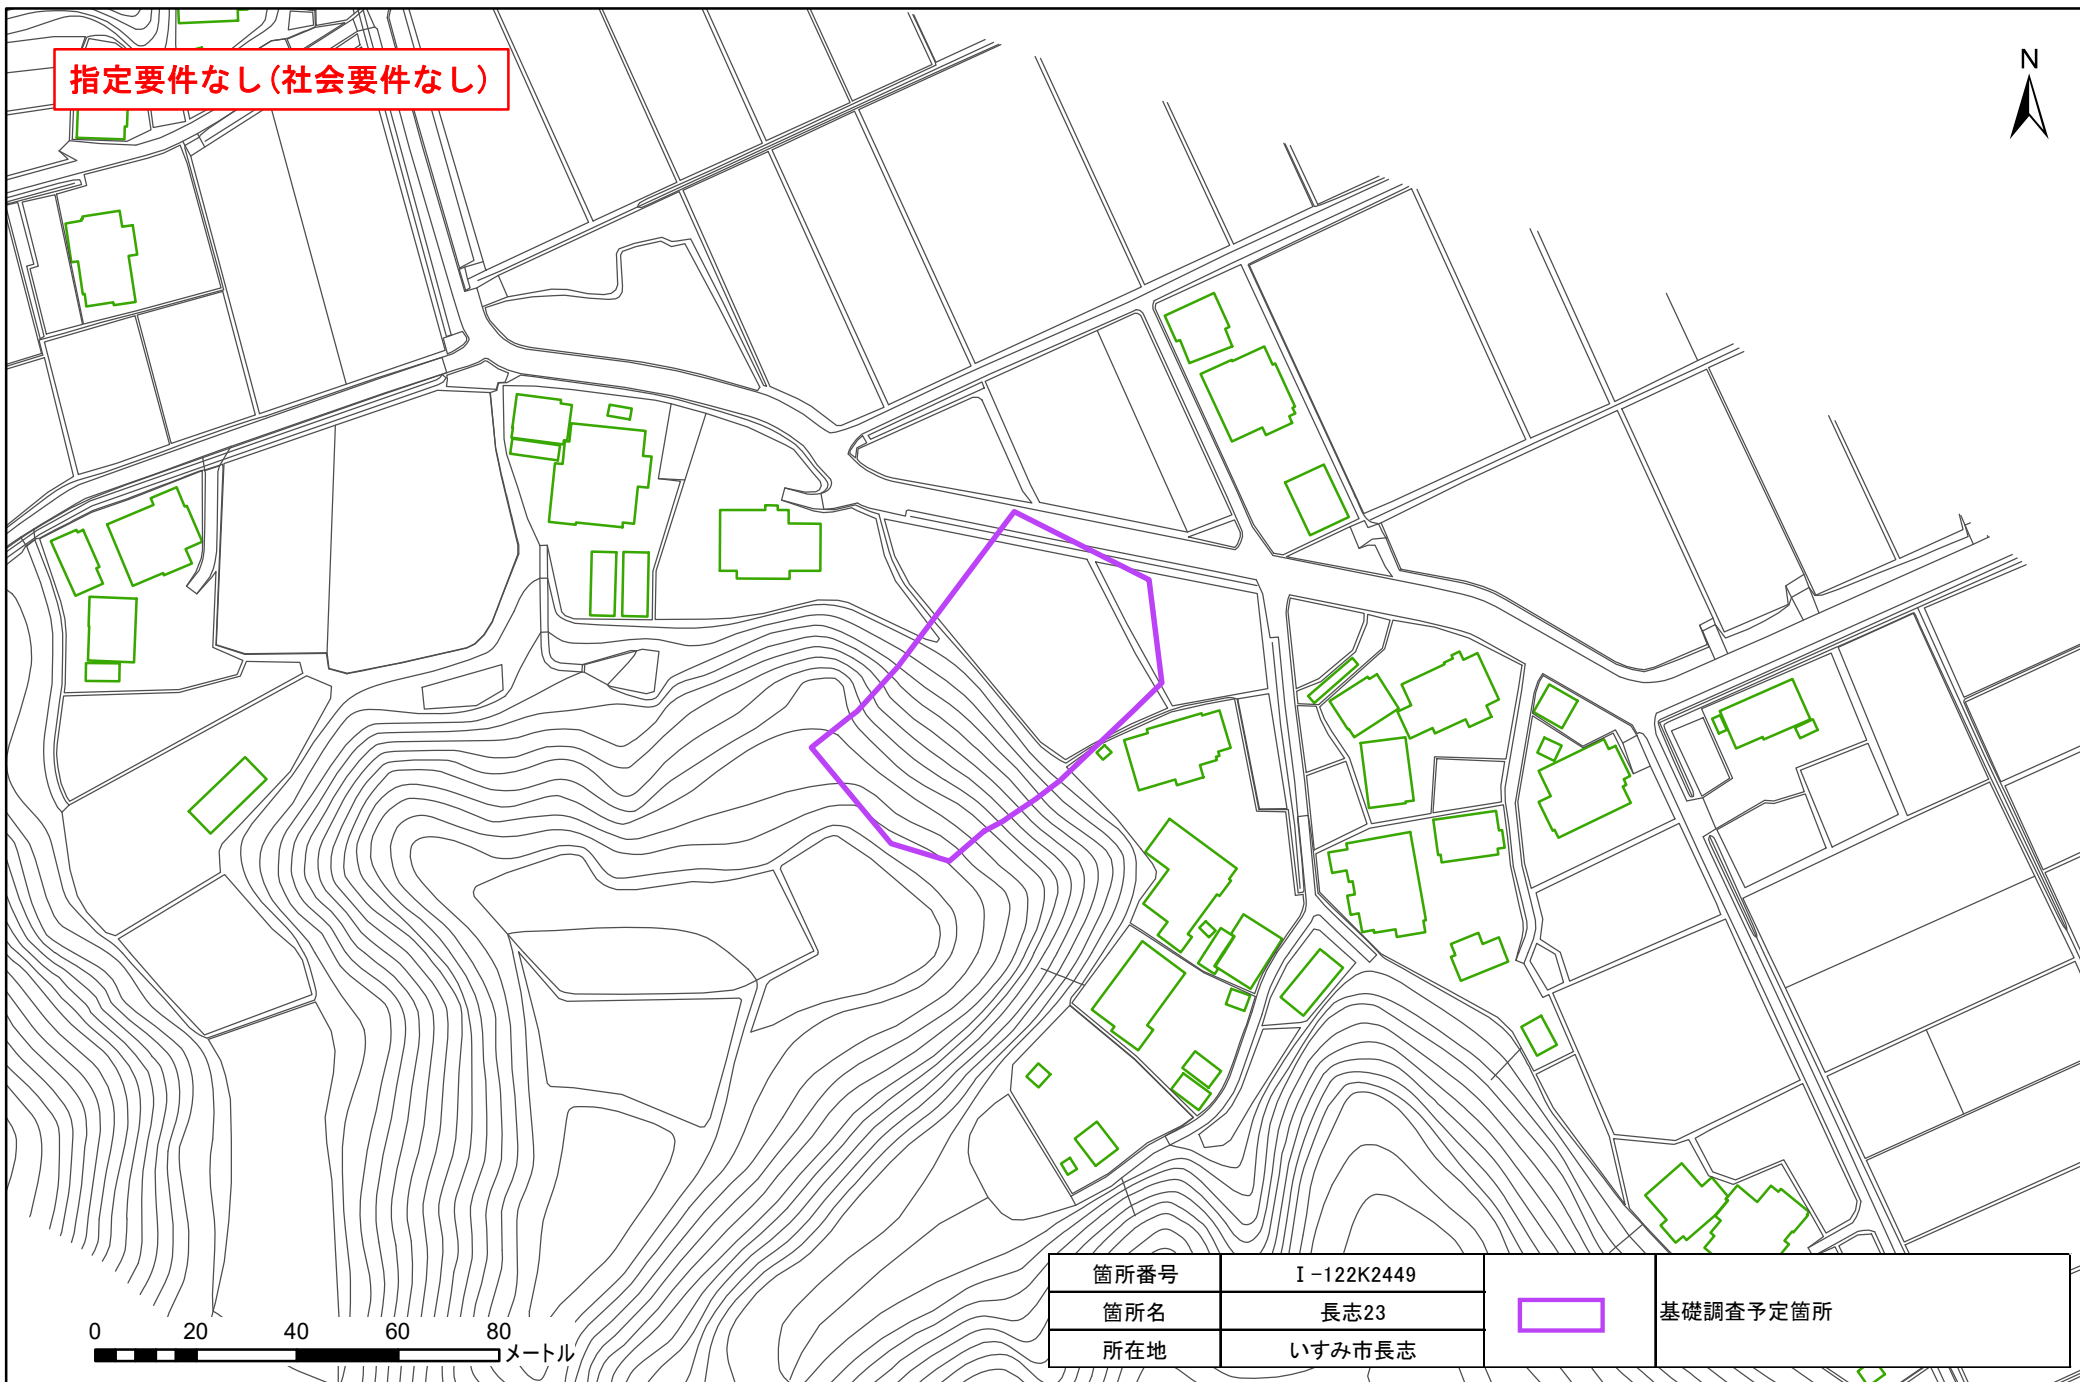 指定要件なし(社会要件なし)
N
箇所番号 Ⅰ-122K2449
箇所名 長志23
所在地 いすみ市長志
基礎調査予定箇所
0 20 40 60 80
メートル